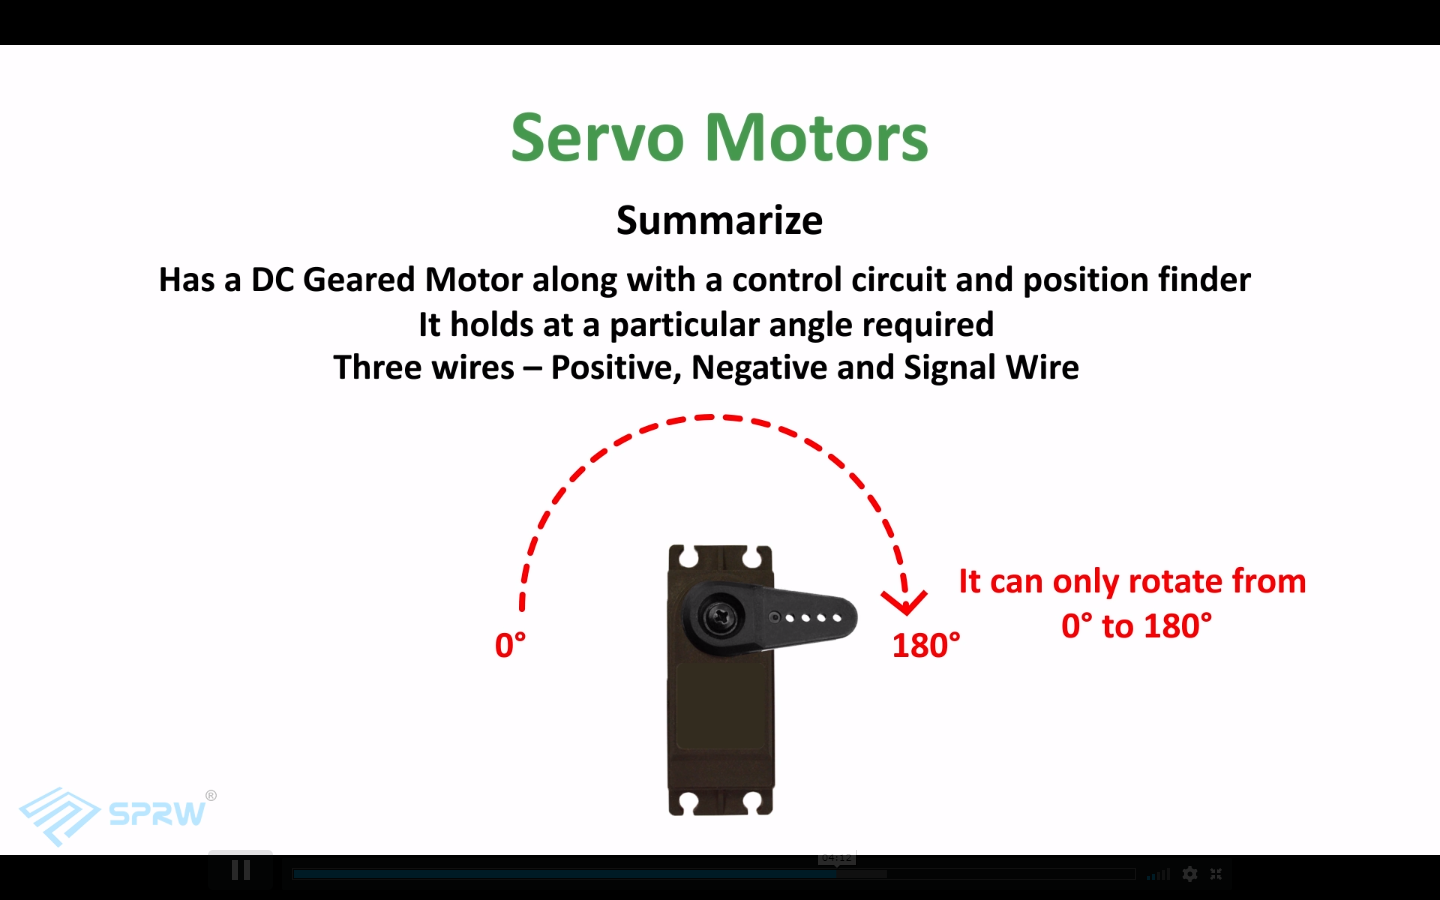 Servo Motors
Summarize
Has a DC Geared Motor along with a control circuit and position finder
It holds at a particular angle required
Three wires – Positive, Negative and Signal Wire
It can only rotate from
0° to 180°
0°
180°
SPRW®
04:12